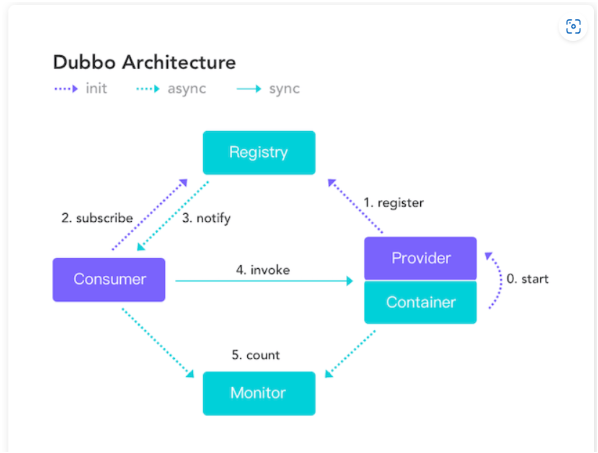 Dubbo Architecture
init async sync
Registry
1. register
2. subscribe 3. notify
Provider
Consumer 4. invoke 0. start
Container
5. count
Monitor